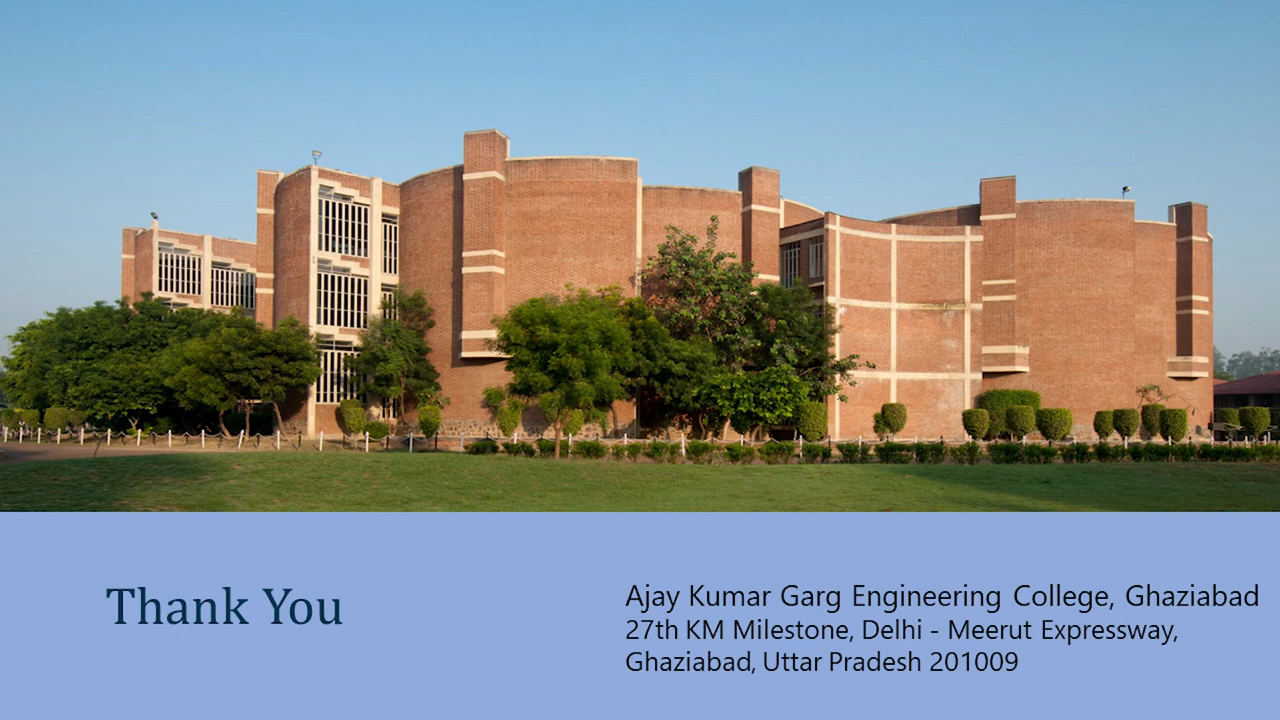 Thank You
Ajay Kumar Garg Engineering College, Ghaziabad
27th KM Milestone, Delhi - Meerut Expressway,
Ghaziabad, Uttar Pradesh 201009